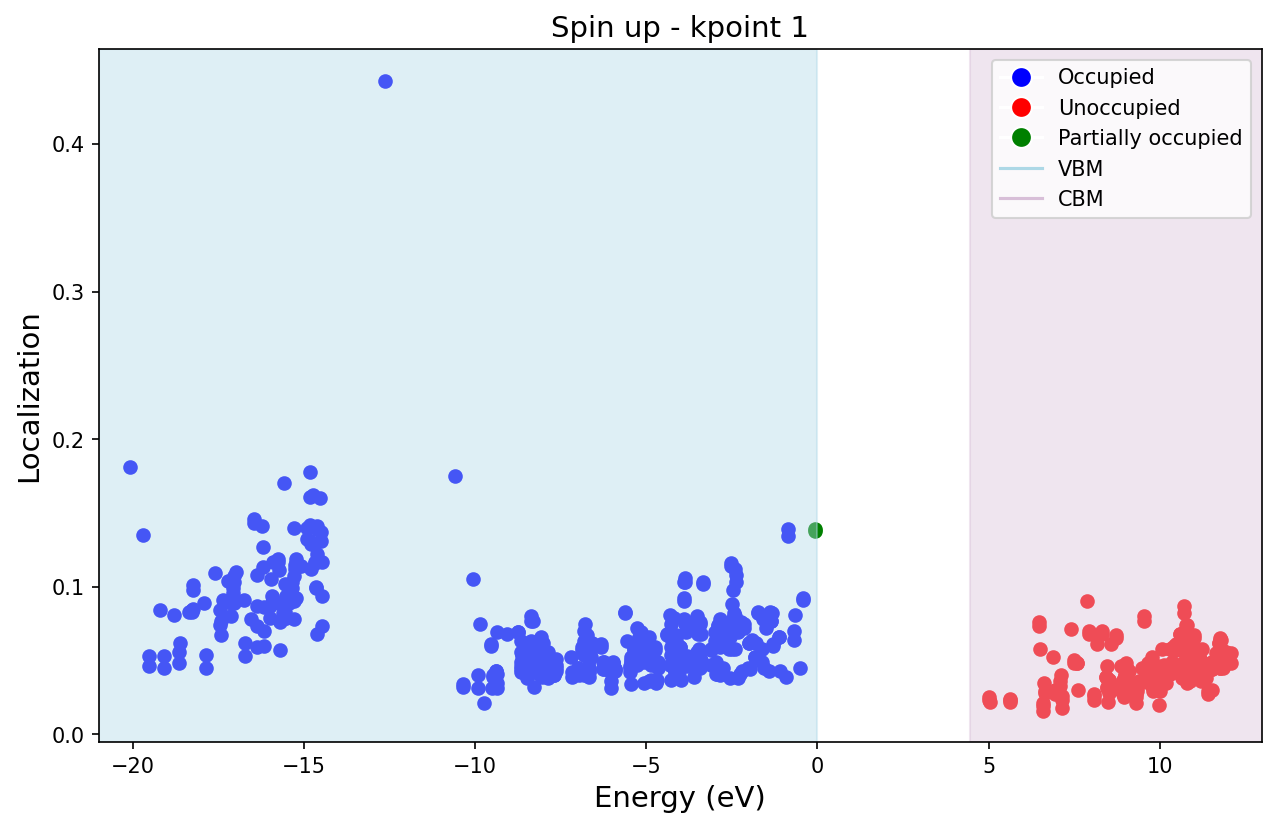 Spin up - kpoint 1
Localization
0.4
0.3
0.2
0.1
0.0
−20
−15
−10
−5
0
5
10
Energy (eV)
Occupied
Unoccupied
Partially occupied
VBM
CBM